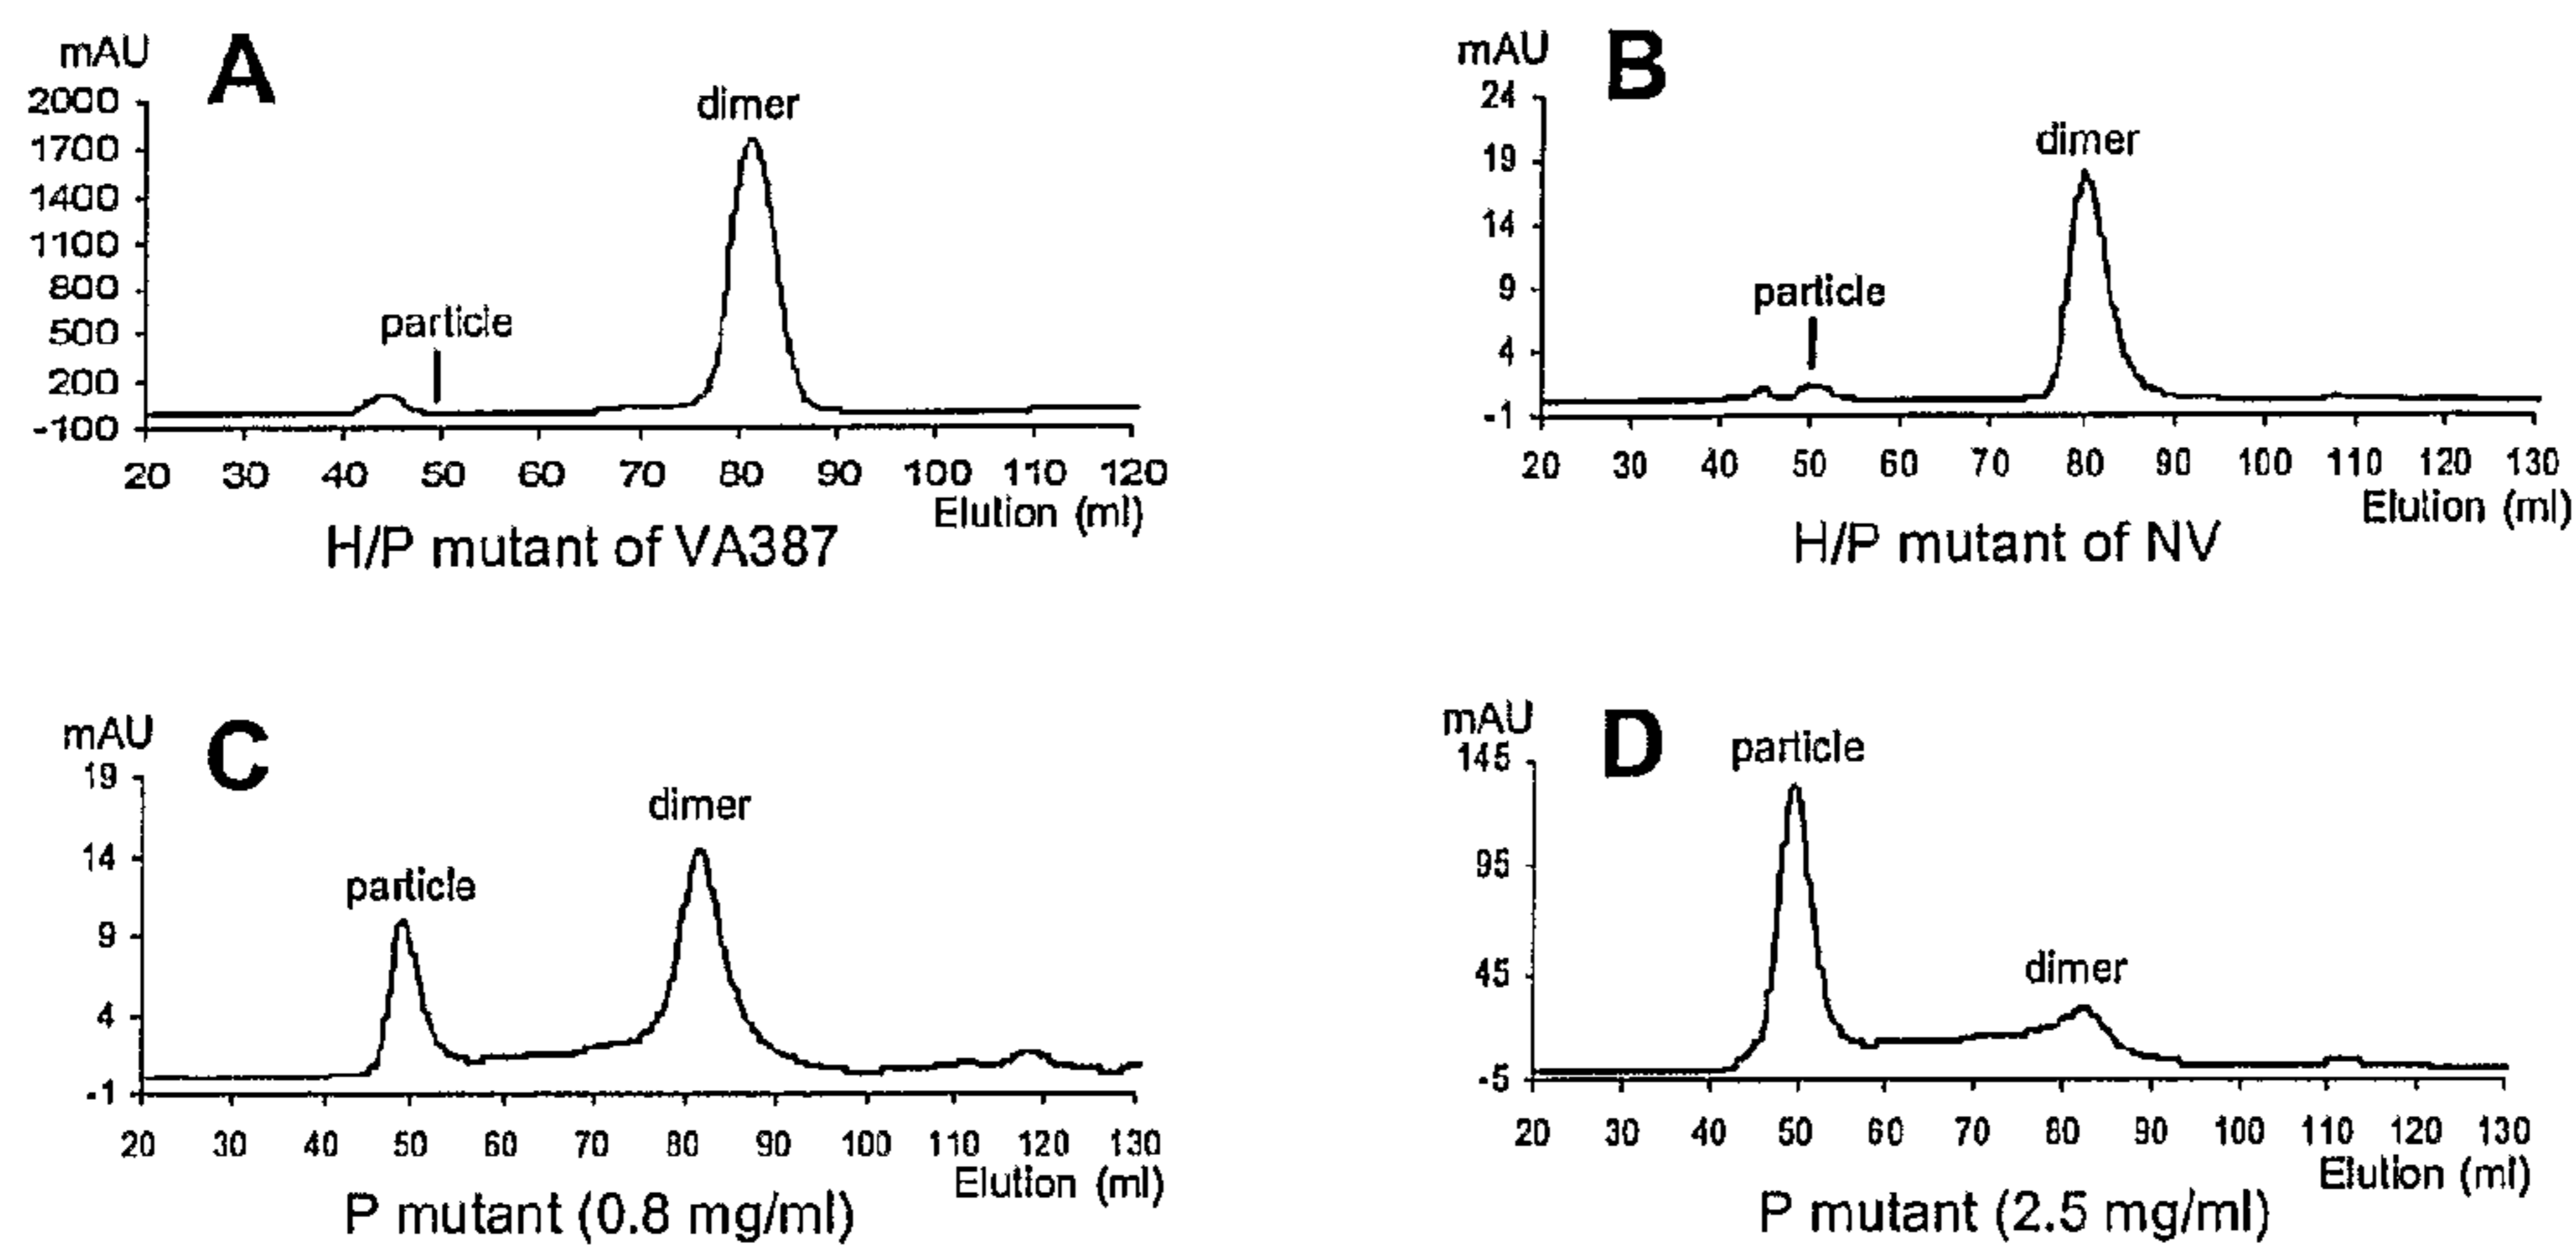 mAU
A
2000
dimer
1700
1400
1100
800
particle
500
200
-100
20 30 40 50 60 70 80 90 100 110 120
Elution (ml)
H/P mutant of VA387
mAU
B
24
dimer
19
14
particle
9
4
-1
20 30 40 50 60 70 80 90 100 110 120 130
Elution (ml)
H/P mutant of NV
mAU
C
19
dimer
14
particle
9
4
-1
20 30 40 50 60 70 80 90 100 110 120 130
Elution (ml)
P mutant (0.8 mg/ml)
mAU
D
particle
145
95
dimer
45
-5
20 30 40 50 60 70 80 90 100 110 120 130
Elution (ml)
P mutant (2.5 mg/ml)